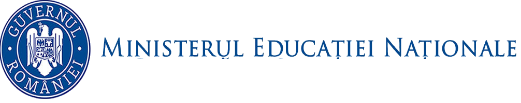 GUVERNUL
ROMÂNIEI
MINISTERUL EDUCAȚIEI NAȚIONALE